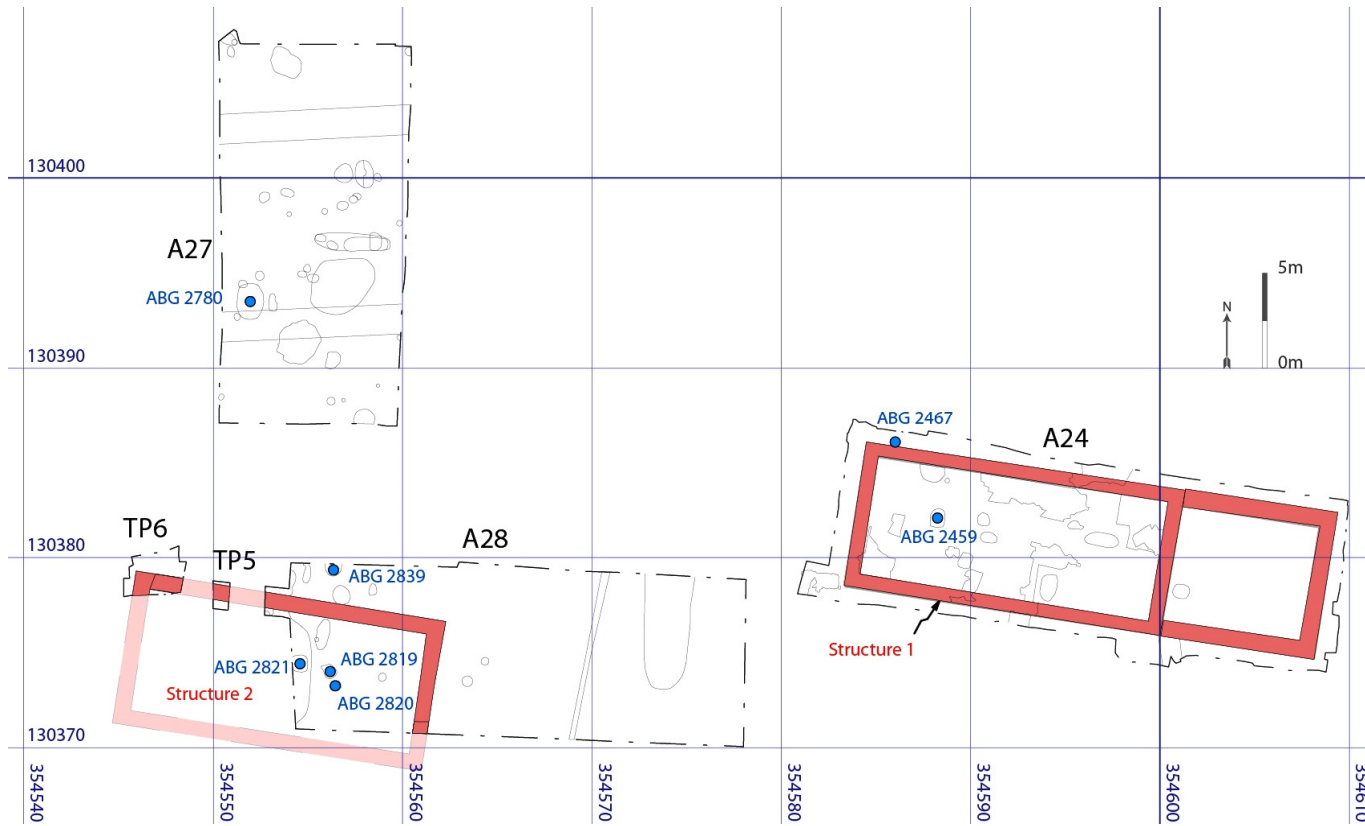 130400
A27
ABG 2780
5m
N
0m
130390
ABG 2467
A24
TP6
TP5
A28
130380
ABG 2839
ABG 2459
ABG 2821
ABG 2819
Structure 2
ABG 2820
Structure 1
130370
354540
354550
354560
354570
354580
354590
354600
354610